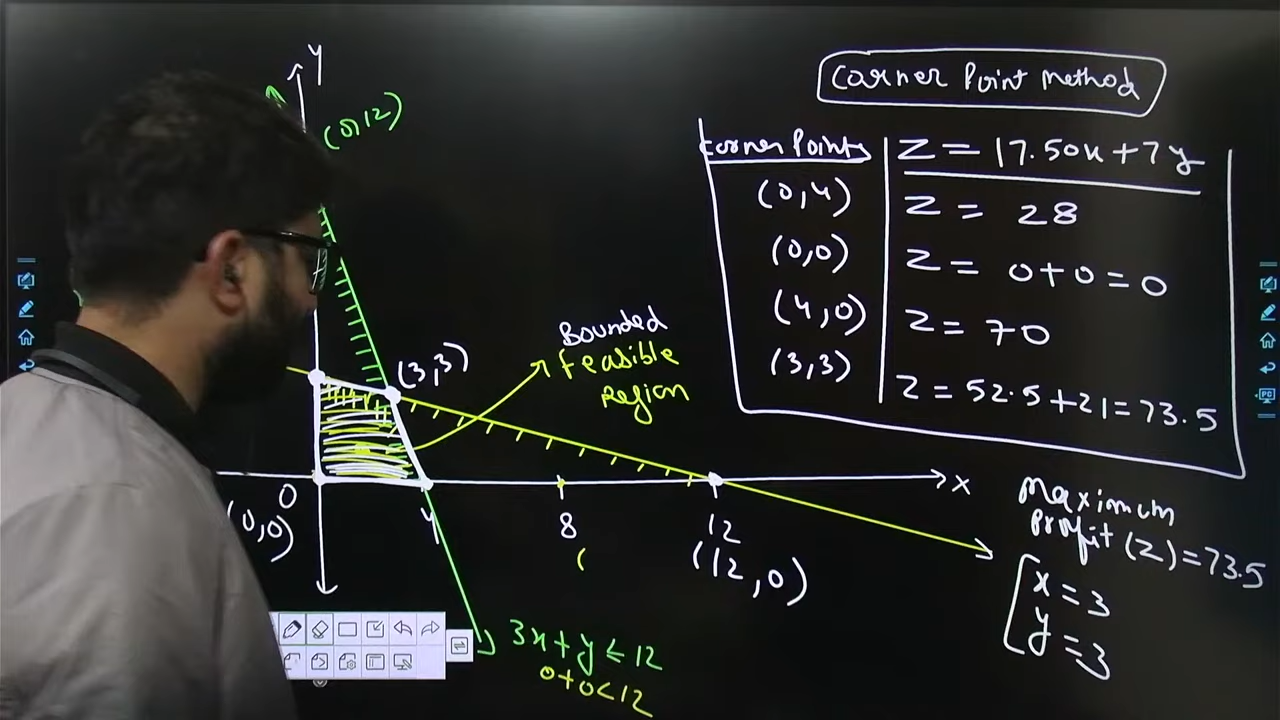 Y
(0,12)
(3,3)
Bounded
feasible
region
0
(0,0)
4
8
12
(
(12,0)
X
3x+y≤12
0+0<12
Corner Point Method
Corner Points
Z = 17.50x+7y
(0,4)
Z = 28
(0,0)
Z = 0+0=0
(4,0)
Z = 70
(3,3)
Z = 52.5+21=73.5
Maximum
profit (Z)=73.5
x=3
y=3
PC